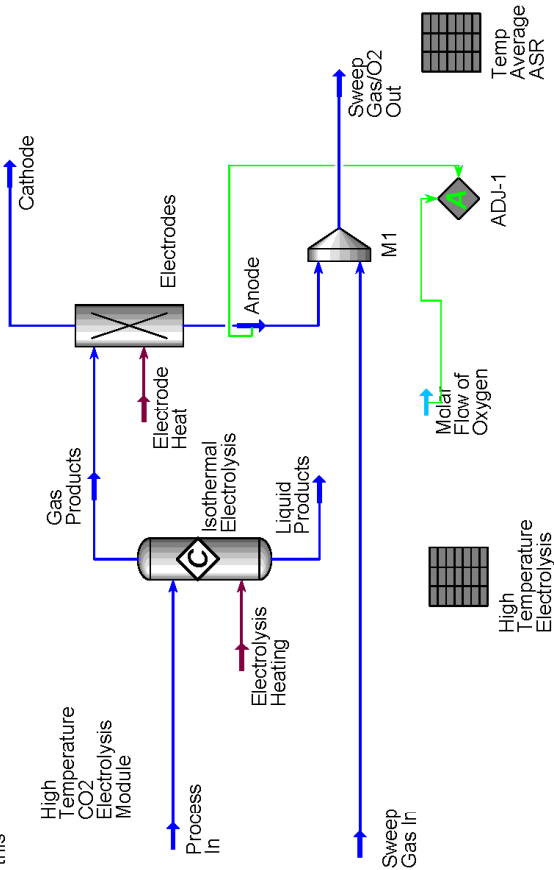 this
High
Temperature
CO2
Electrolysis
Module
Process
In
Sweep
Gas In
Electrolysis
Heating
C
Isothermal
Electrolysis
Gas
Products
Liquid
Products
Electrode
Heat
Electrodes
Cathode
Anode
M1
Sweep
Gas/O2
Out
High
Temperature
Electrolysis
Molar
Flow of
Oxygen
A
ADJ-1
Temp
Average
ASR